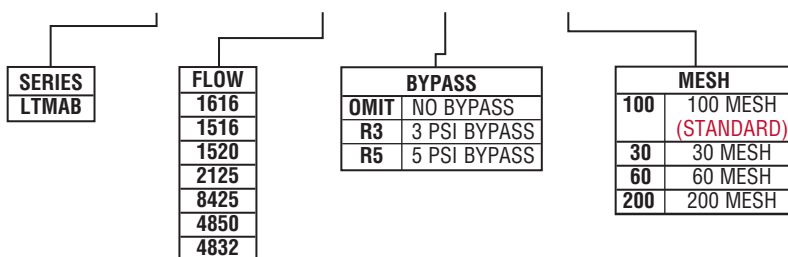 SERIES
LTMAB
FLOW
1616
1516
1520
2125
8425
4850
4832
BYPASS
OMIT NO BYPASS
R3 3 PSI BYPASS
R5 5 PSI BYPASS
MESH
100 100 MESH
(STANDARD)
30 30 MESH
60 60 MESH
200 200 MESH